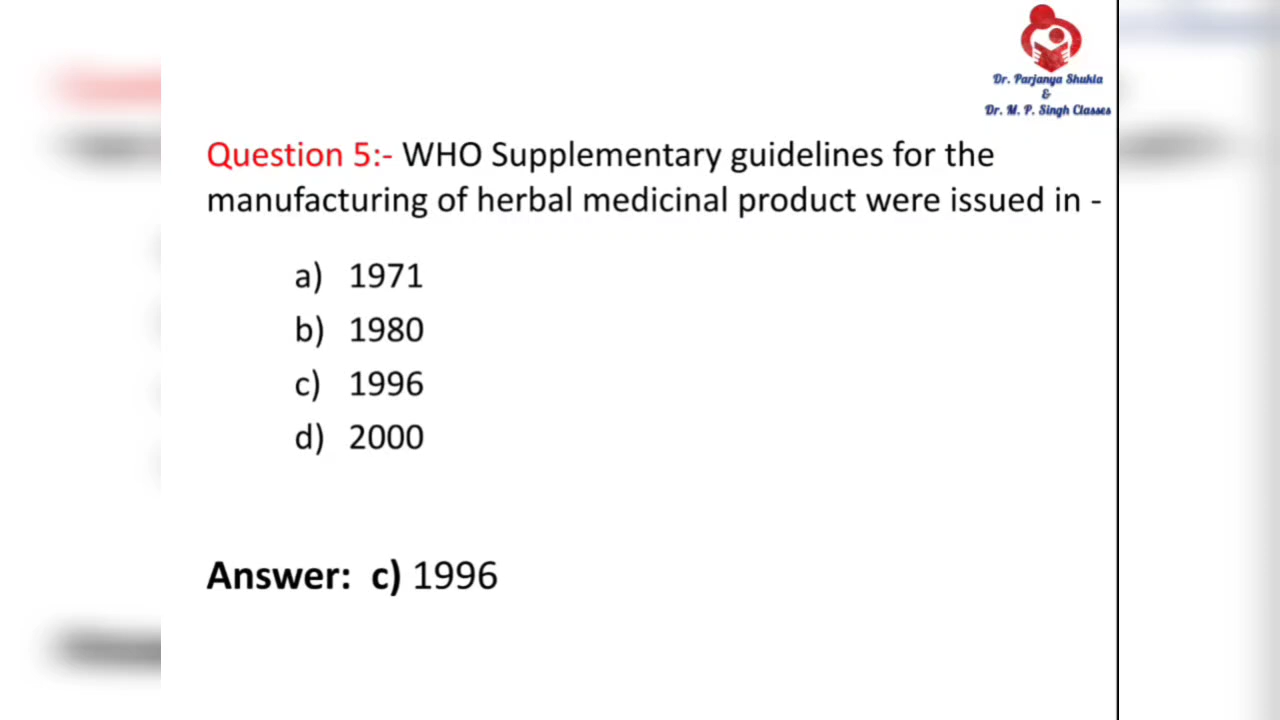 Dr. Parjanya Shukla
&
Dr. M. P. Singh Classes
Question 5:- WHO Supplementary guidelines for the
manufacturing of herbal medicinal product were issued in -
a) 1971
b) 1980
c) 1996
d) 2000
Answer: c) 1996